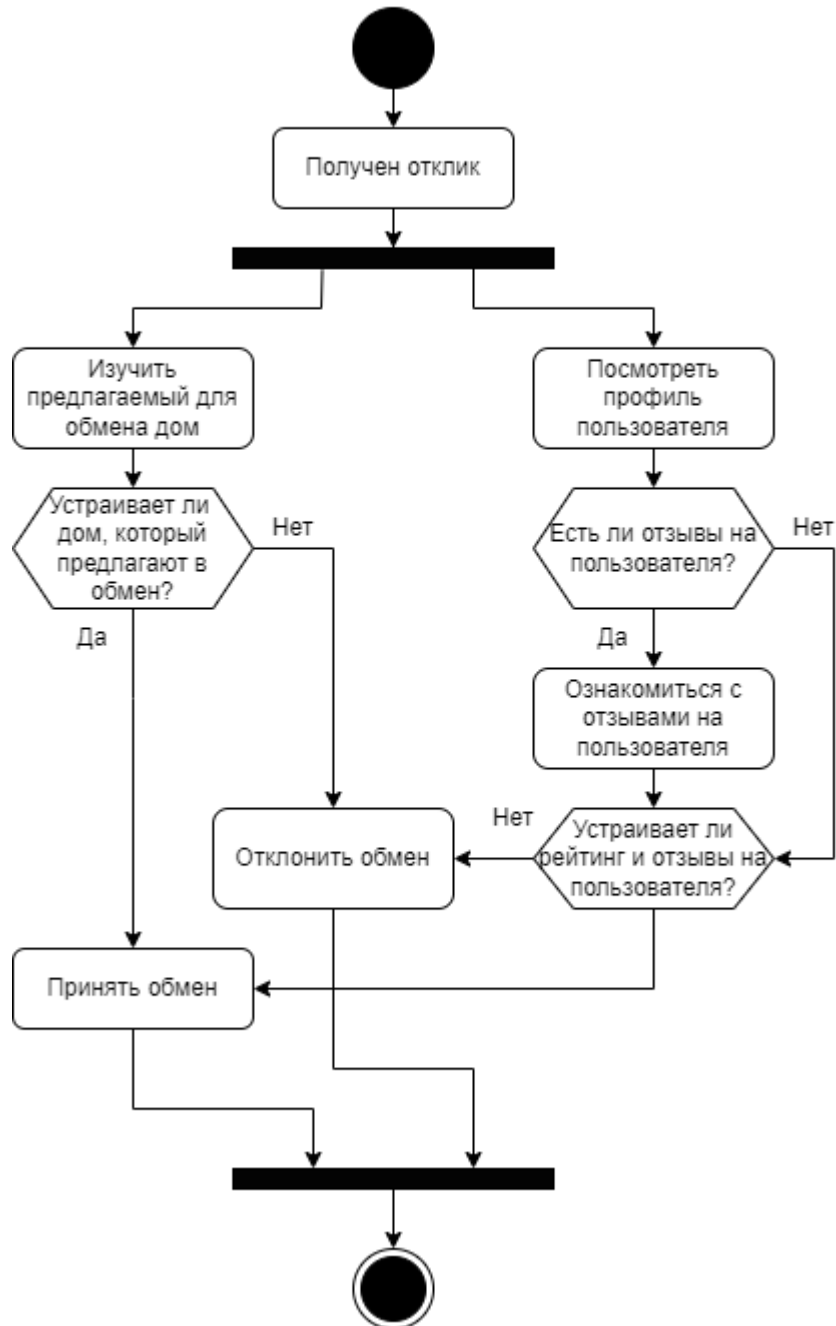 Получен отклик
Изучить
предлагаемый для
обмена дом
Посмотреть
профиль
пользователя
Устраивает ли
дом, который
предлагают в
обмен?
Нет
Есть ли отзывы на
пользователя?
Нет
Да
Да
Ознакомиться с
отзывами на
пользователя
Отклонить обмен
Нет
Устраивает ли
рейтинг и отзывы на
пользователя?
Принять обмен